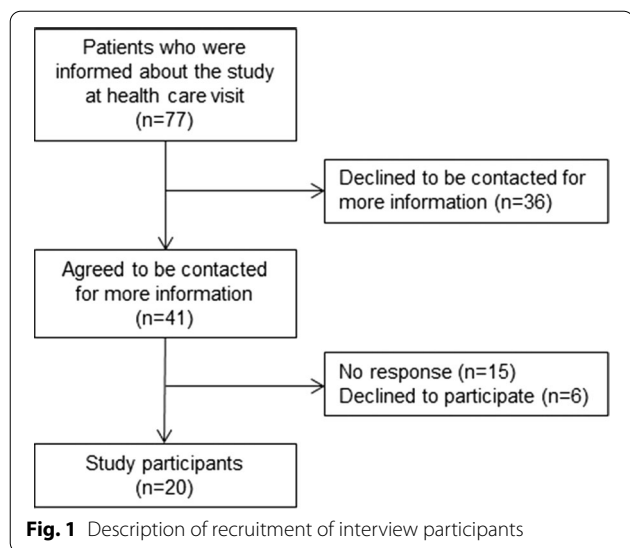 Patients who were
informed about the study
at health care visit
(n=77)
Declined to be contacted for
more information (n=36)
Agreed to be contacted
for more information
(n=41)
No response (n=15)
Declined to participate (n=6)
Study participants
(n=20)
Fig. 1 Description of recruitment of interview participants